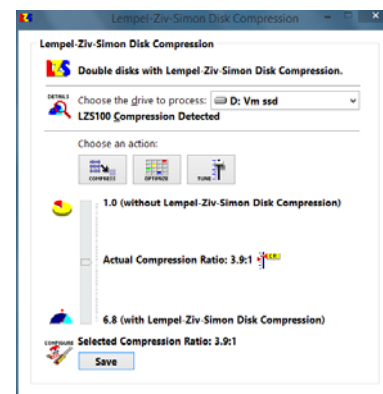 Lempel-Ziv-Simon Disk Compression
Lempel-Ziv-Simon Disk Compression
LZS Double disks with Lempel-Ziv-Simon Disk Compression.
DETAILS
Choose the drive to process: D: Vm ssd
LZS100 Compression Detected
Choose an action:
COMPRESS OPTIMIZE TUNE
1.0 (without Lempel-Ziv-Simon Disk Compression)
Actual Compression Ratio: 3.9:1
6.8 (with Lempel-Ziv-Simon Disk Compression)
CONFIGURE Selected Compression Ratio: 3.9:1
Save